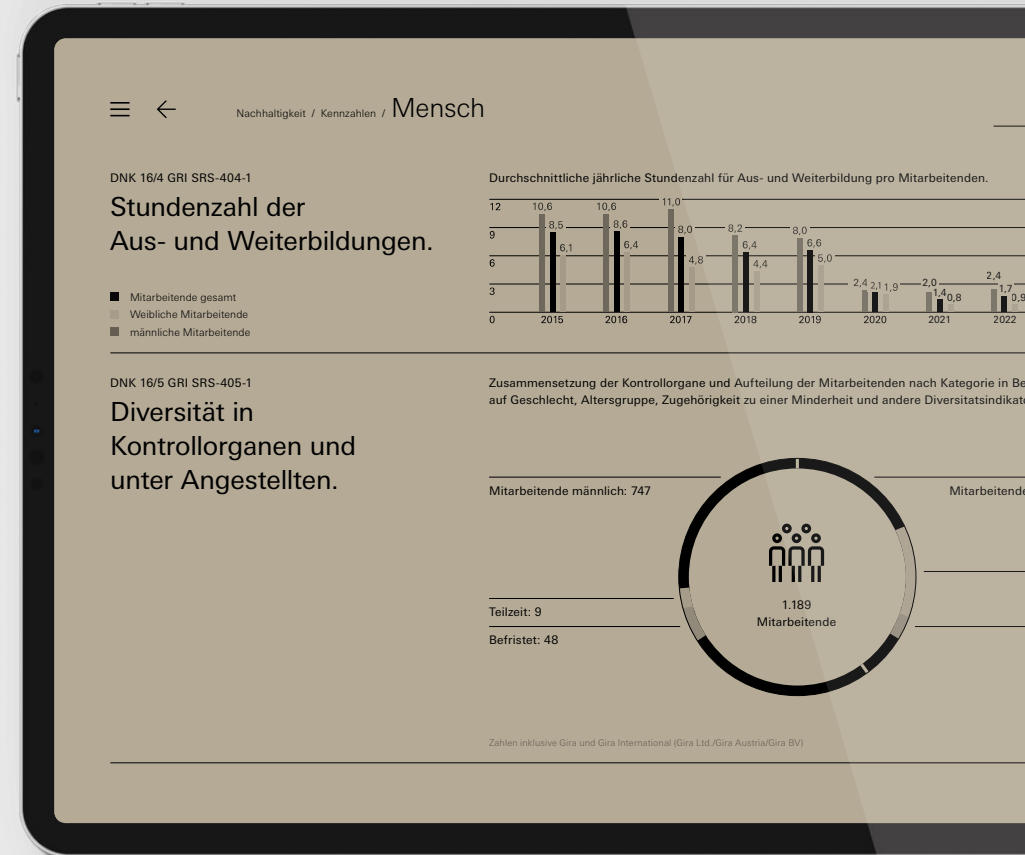 Nachhaltigkeit / Kennzahlen / Mensch
DNK 16/4 GRI SRS-404-1
Stundenzahl der
Aus- und Weiterbildungen.
Mitarbeitende gesamt
Weibliche Mitarbeitende
männliche Mitarbeitende
Durchschnittliche jährliche Stundenzahl für Aus- und Weiterbildung pro Mitarbeitenden.
12
9
6
3
0
10,6 8,5 6,1
10,6 8,6 6,4
11,0 8,0 4,8
8,2 6,4 4,4
8,0 6,6 5,0
2,4 2,1 1,9
2,0 1,4 0,8
2,4 1,7 0,9
2015 2016 2017 2018 2019 2020 2021 2022
DNK 16/5 GRI SRS-405-1
Diversität in
Kontrollorganen und
unter Angestellten.
Zusammensetzung der Kontrollorgane und Aufteilung der Mitarbeitenden nach Kategorie in Be
auf Geschlecht, Altersgruppe, Zugehörigkeit zu einer Minderheit und andere Diversitatsindikat
Mitarbeitende männlich: 747
Mitarbeitende
1.189
Mitarbeitende
Teilzeit: 9
Befristet: 48
Zahlen inklusive Gira und Gira International (Gira Ltd./Gira Austria/Gira BV)